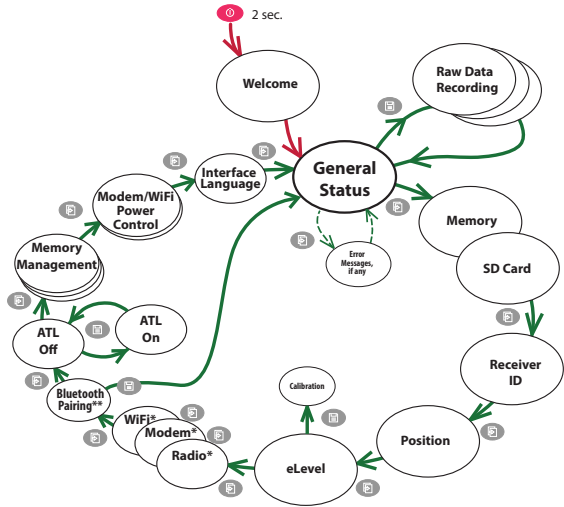 2 sec.
Welcome
Raw Data
Recording
General
Status
Interface
Language
Modem/WiFi
Power
Control
Memory
Management
Memory
SD Card
Error
Messages,
if any
ATL
On
ATL
Off
Receiver
ID
Bluetooth
Pairing**
Calibration
WiFi*
Modem*
Radio*
eLevel
Position